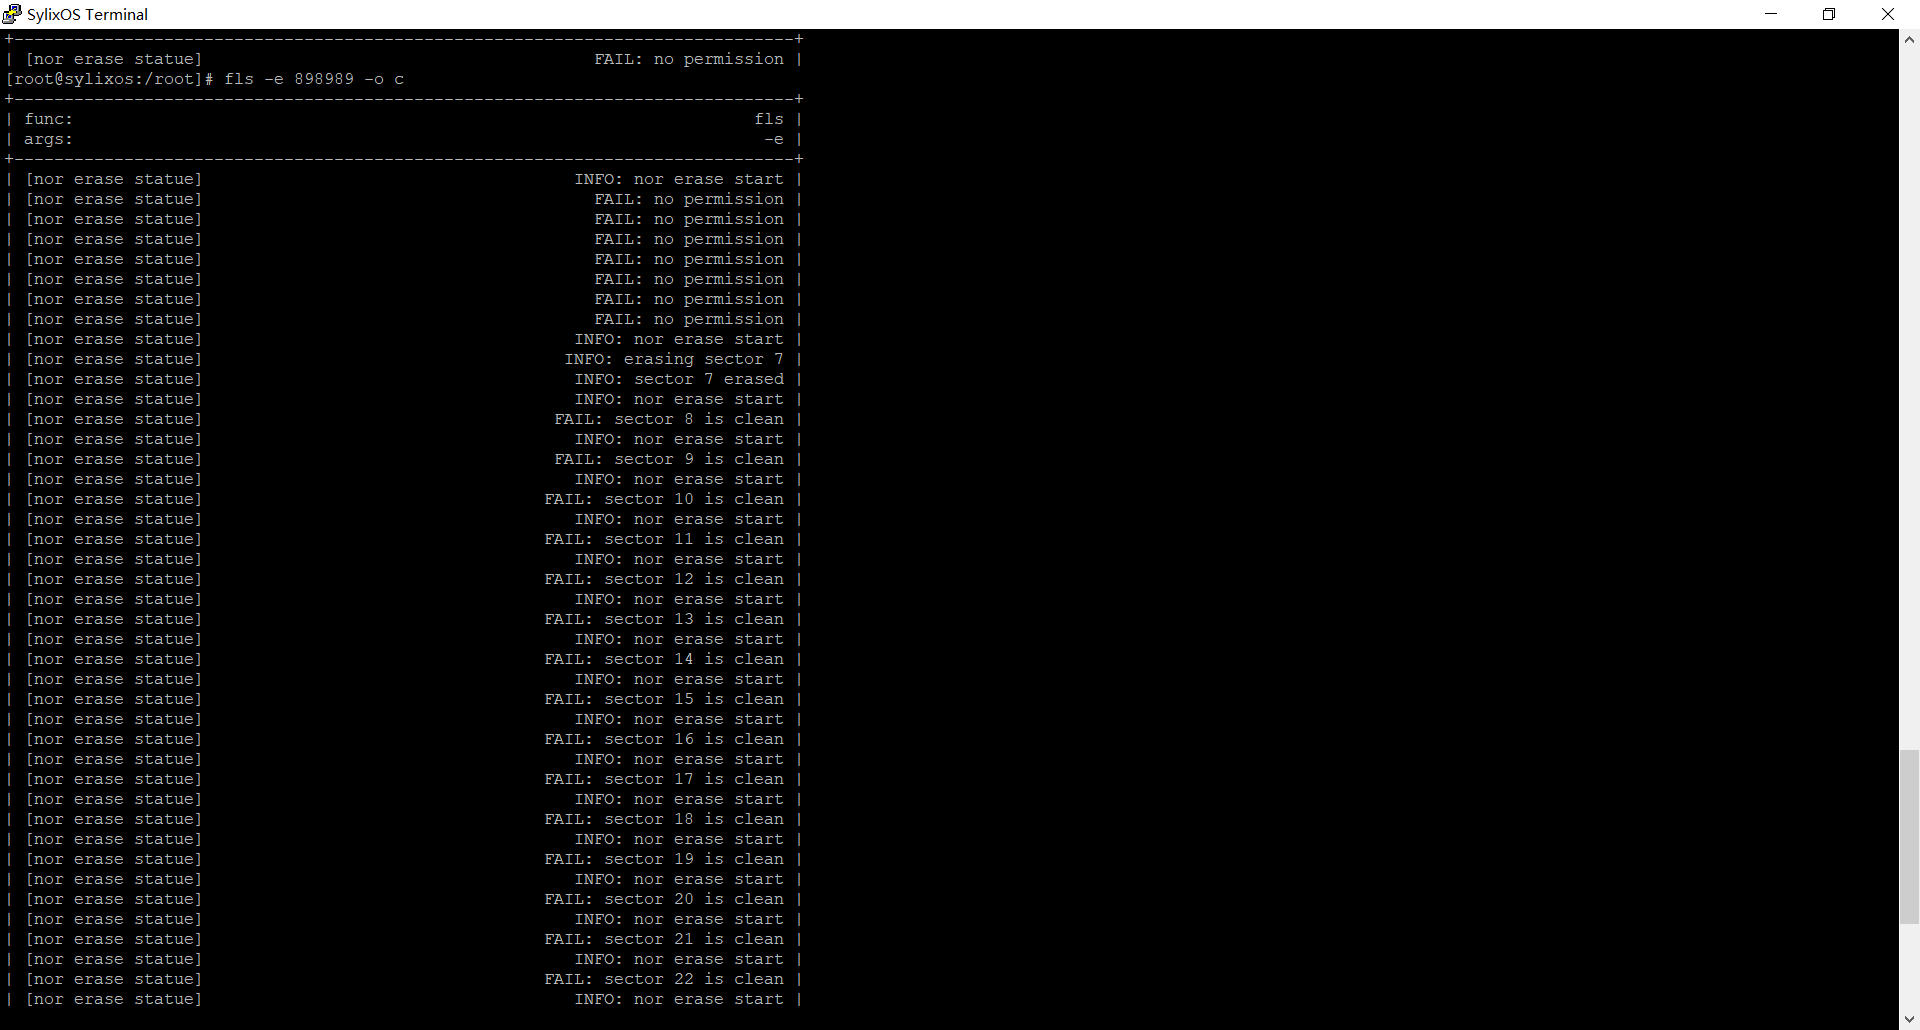 SylixOS Terminal
+------------------------------------------------------------------------------+
| [nor erase statue]                                       FAIL: no permission |
[root@sylixos:/root]# fls -e 898989 -o c
+------------------------------------------------------------------------------+
| func:                                                                    fls |
| args:                                                                     -e |
+------------------------------------------------------------------------------+
| [nor erase statue]                                     INFO: nor erase start |
| [nor erase statue]                                       FAIL: no permission |
| [nor erase statue]                                       FAIL: no permission |
| [nor erase statue]                                       FAIL: no permission |
| [nor erase statue]                                       FAIL: no permission |
| [nor erase statue]                                       FAIL: no permission |
| [nor erase statue]                                       FAIL: no permission |
| [nor erase statue]                                       FAIL: no permission |
| [nor erase statue]                                     INFO: nor erase start |
| [nor erase statue]                                    INFO: erasing sector 7 |
| [nor erase statue]                                     INFO: sector 7 erased |
| [nor erase statue]                                     INFO: nor erase start |
| [nor erase statue]                                   FAIL: sector 8 is clean |
| [nor erase statue]                                     INFO: nor erase start |
| [nor erase statue]                                   FAIL: sector 9 is clean |
| [nor erase statue]                                     INFO: nor erase start |
| [nor erase statue]                                  FAIL: sector 10 is clean |
| [nor erase statue]                                     INFO: nor erase start |
| [nor erase statue]                                  FAIL: sector 11 is clean |
| [nor erase statue]                                     INFO: nor erase start |
| [nor erase statue]                                  FAIL: sector 12 is clean |
| [nor erase statue]                                     INFO: nor erase start |
| [nor erase statue]                                  FAIL: sector 13 is clean |
| [nor erase statue]                                     INFO: nor erase start |
| [nor erase statue]                                  FAIL: sector 14 is clean |
| [nor erase statue]                                     INFO: nor erase start |
| [nor erase statue]                                  FAIL: sector 15 is clean |
| [nor erase statue]                                     INFO: nor erase start |
| [nor erase statue]                                  FAIL: sector 16 is clean |
| [nor erase statue]                                     INFO: nor erase start |
| [nor erase statue]                                  FAIL: sector 17 is clean |
| [nor erase statue]                                     INFO: nor erase start |
| [nor erase statue]                                  FAIL: sector 18 is clean |
| [nor erase statue]                                     INFO: nor erase start |
| [nor erase statue]                                  FAIL: sector 19 is clean |
| [nor erase statue]                                     INFO: nor erase start |
| [nor erase statue]                                  FAIL: sector 20 is clean |
| [nor erase statue]                                     INFO: nor erase start |
| [nor erase statue]                                  FAIL: sector 21 is clean |
| [nor erase statue]                                     INFO: nor erase start |
| [nor erase statue]                                  FAIL: sector 22 is clean |
| [nor erase statue]                                     INFO: nor erase start |